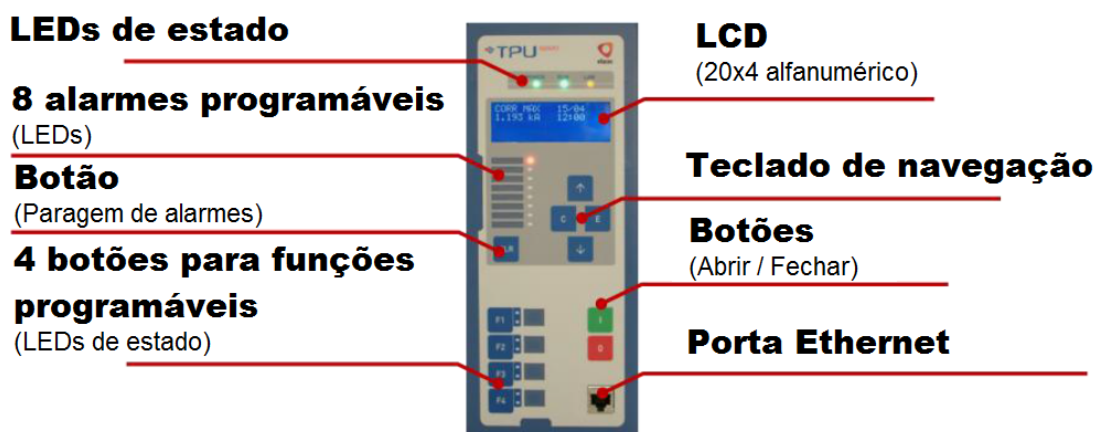 LEDs de estado
8 alarmes programáveis
(LEDs)
Botão
(Paragem de alarmes)
4 botões para funções
programáveis
(LEDs de estado)
TPU
efacec
CORR MAX 15/04
1.193 kA 12:00
C
E
F1
F2
F3
F4
I
O
LCD
(20x4 alfanumérico)
Teclado de navegação
Botões
(Abrir / Fechar)
Porta Ethernet